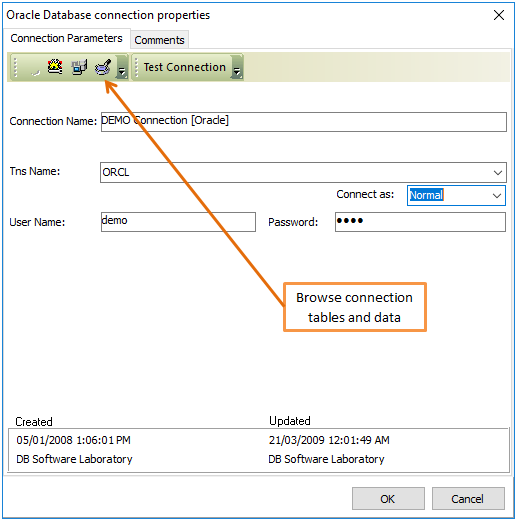 Oracle Database connection properties
Connection Parameters
Comments
Test Connection
Connection Name:
DEMO Connection [Oracle]
Tns Name:
ORCL
Connect as:
Normal
User Name:
demo
Password:
●●●●
Browse connection
tables and data
Created
Updated
05/01/2008 1:06:01 PM
21/03/2009 12:01:49 AM
DB Software Laboratory
DB Software Laboratory
OK
Cancel